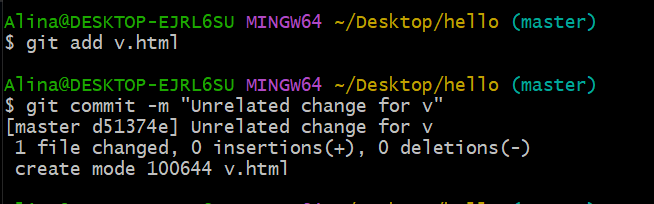 Alina@DESKTOP-EJRL6SU MINGW64 ~/Desktop/hello (master)
$ git add v.html
Alina@DESKTOP-EJRL6SU MINGW64 ~/Desktop/hello (master)
$ git commit -m "Unrelated change for v"
[master d51374e] Unrelated change for v
 1 file changed, 0 insertions(+), 0 deletions(-)
 create mode 100644 v.html